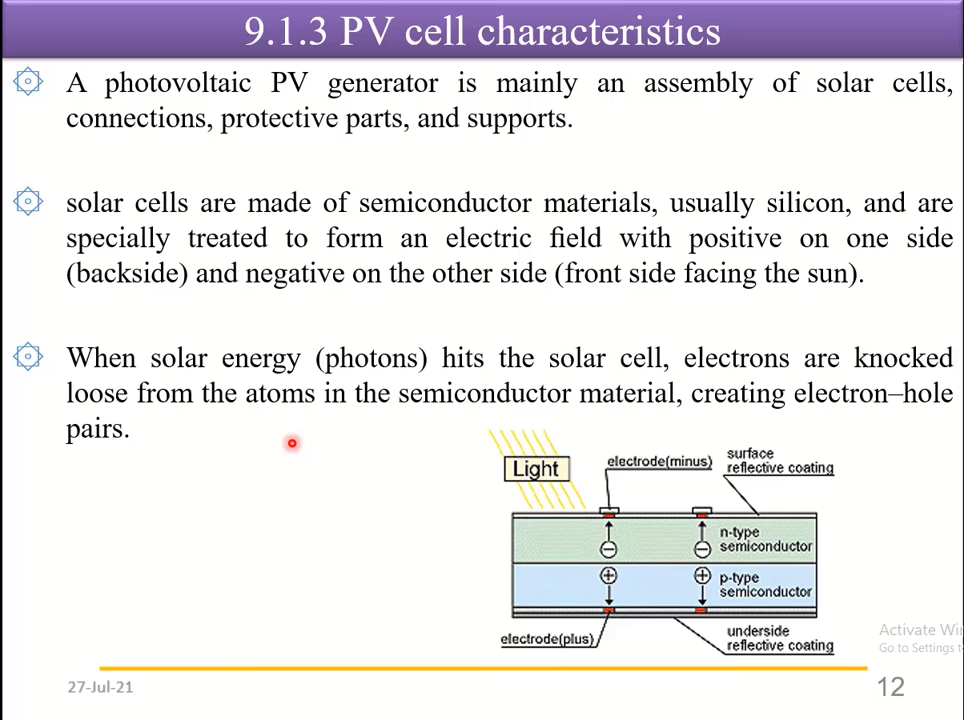 9.1.3 PV cell characteristics
A photovoltaic PV generator is mainly an assembly of solar cells,
connections, protective parts, and supports.
solar cells are made of semiconductor materials, usually silicon, and are
specially treated to form an electric field with positive on one side
(backside) and negative on the other side (front side facing the sun).
When solar energy (photons) hits the solar cell, electrons are knocked
loose from the atoms in the semiconductor material, creating electron–hole
pairs.
Light
electrode(minus)
surface
reflective coating
n-type
semiconductor
p-type
semiconductor
electrode(plus)
underside
reflective coating
Activate Win
Go to Settings t
27-Jul-21
12